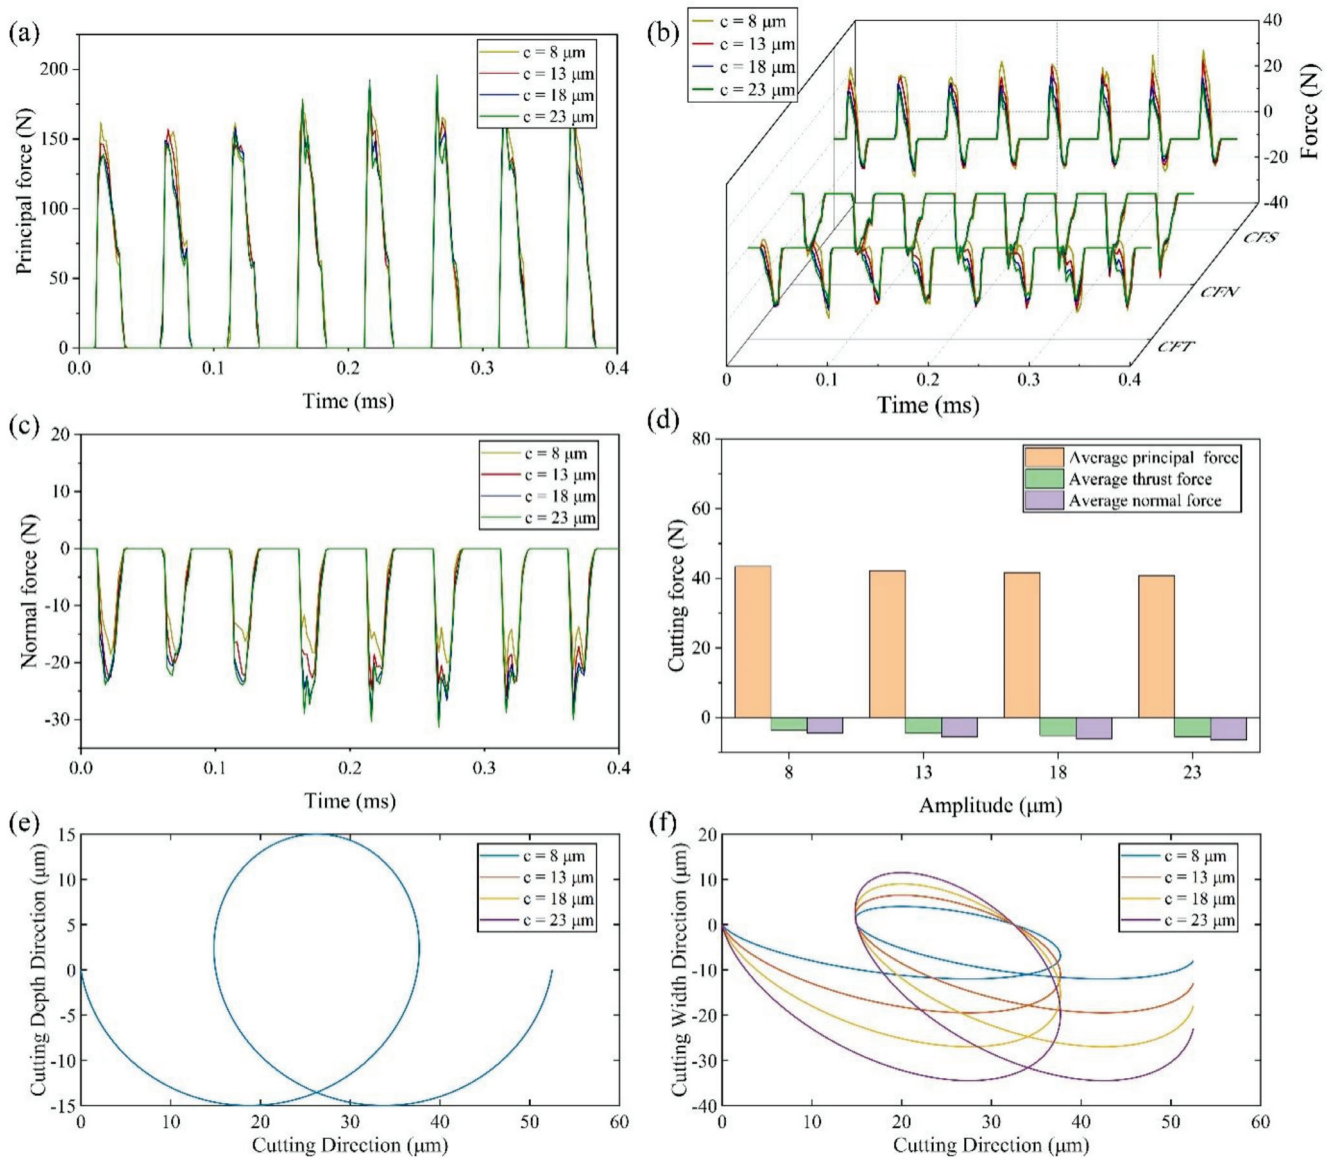 (a)
Principal force (N)
200
150
100
50
0
0.0 0.1 0.2 0.3 0.4
Time (ms)
c = 8 μm
c = 13 μm
c = 18 μm
c = 23 μm
(b)
c = 8 μm
c = 13 μm
c = 18 μm
c = 23 μm
40
20
0
-20
-40
Force (N)
CFS
CFN
CFT
0 0.1 0.2 0.3 0.4
Time (ms)
(c)
Normal force (N)
20
10
0
-10
-20
-30
0.0 0.1 0.2 0.3 0.4
Time (ms)
c = 8 μm
c = 13 μm
c = 18 μm
c = 23 μm
(d)
Cutting force (N)
80
60
40
20
0
8 13 18 23
Amplitude (μm)
Average principal force
Average thrust force
Average normal force
(e)
Cutting Depth Direction (μm)
15
10
5
0
-5
-10
-15
0 10 20 30 40 50 60
Cutting Direction (μm)
c = 8 μm
c = 13 μm
c = 18 μm
c = 23 μm
(f)
Cutting Width Direction (μm)
20
10
0
-10
-20
-30
-40
0 10 20 30 40 50 60
Cutting Direction (μm)
c = 8 μm
c = 13 μm
c = 18 μm
c = 23 μm